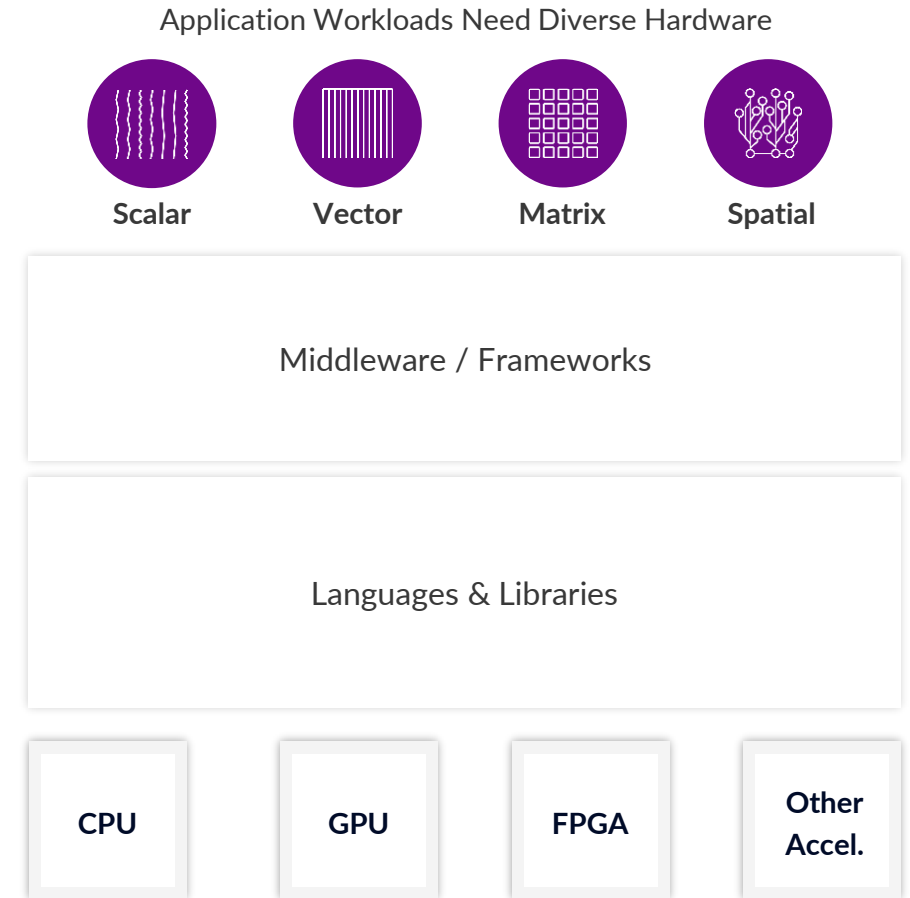 Application Workloads Need Diverse Hardware
Scalar
Vector
Matrix
Spatial
Middleware / Frameworks
Languages & Libraries
CPU
GPU
FPGA
Other
Accel.